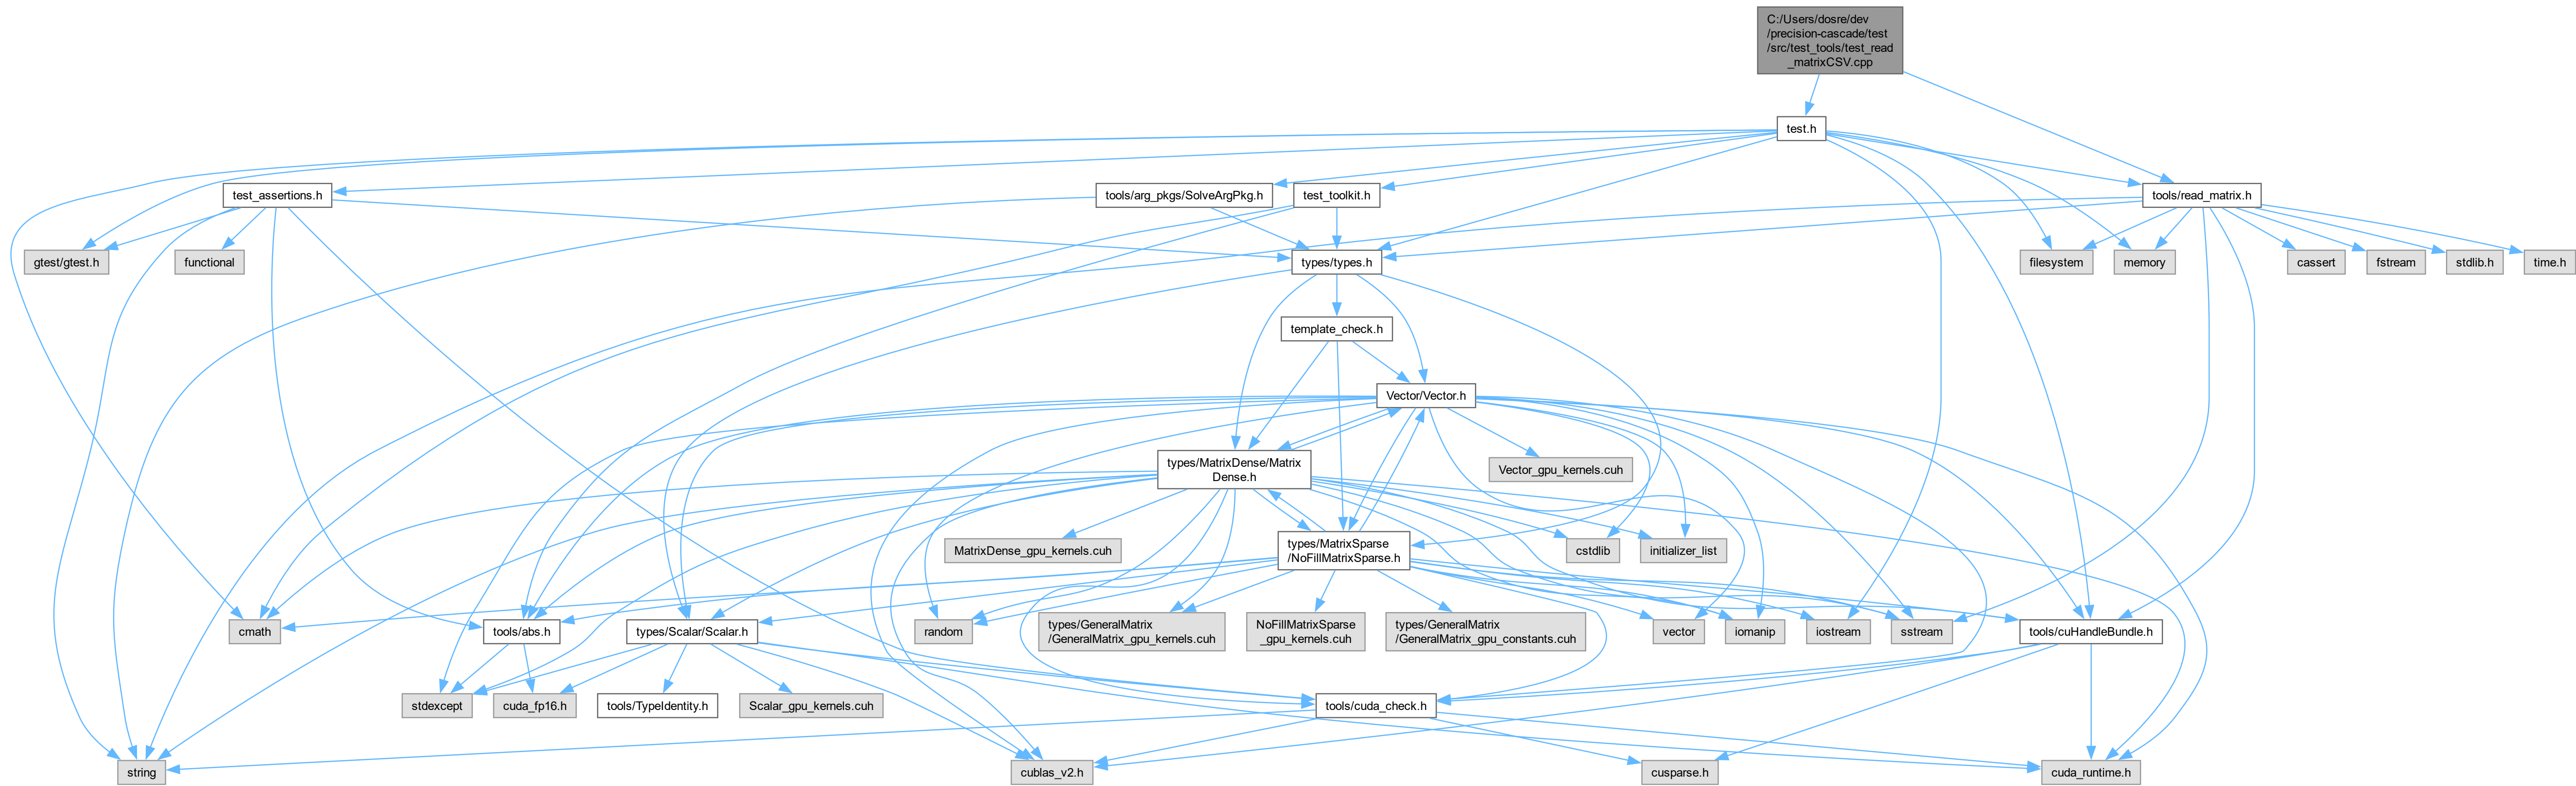 C:/Users/dosre/dev
/precision-cascade/test
/src/test_tools/test_read
_matrixCSV.cpp
test.h
test_assertions.h
tools/arg_pkgs/SolveArgPkg.h
test_toolkit.h
tools/read_matrix.h
gtest/gtest.h
functional
types/types.h
filesystem
memory
cassert
fstream
stdlib.h
time.h
template_check.h
Vector/Vector.h
types/MatrixDense/Matrix
Dense.h
Vector_gpu_kernels.cuh
MatrixDense_gpu_kernels.cuh
types/MatrixSparse
/NoFillMatrixSparse.h
cstdlib
initializer_list
cmath
tools/abs.h
types/Scalar/Scalar.h
random
types/GeneralMatrix
/GeneralMatrix_gpu_kernels.cuh
NoFillMatrixSparse
_gpu_kernels.cuh
types/GeneralMatrix
/GeneralMatrix_gpu_constants.cuh
vector
iomanip
iostream
sstream
tools/cuHandleBundle.h
stdexcept
cuda_fp16.h
tools/TypeIdentity.h
Scalar_gpu_kernels.cuh
tools/cuda_check.h
string
cublas_v2.h
cusparse.h
cuda_runtime.h